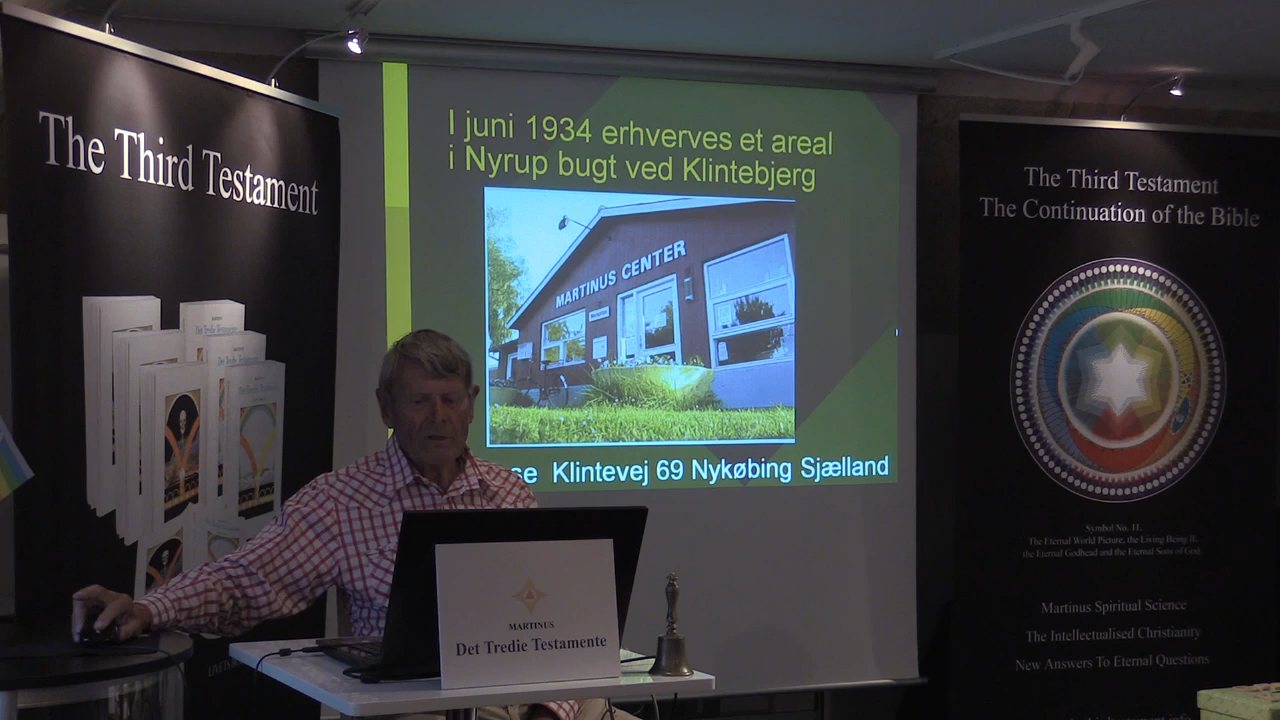 The Third Testament
Det Tredie Testamente
I juni 1934 erhverves et areal
i Nyrup bugt ved Klintebjerg
MARTINUS CENTER
Klintevej 69 Nykøbing Sjælland
MARTINUS
Det Tredie Testamente
The Third Testament
The Continuation of the Bible
Symbol No. 11.
The Eternal World Picture, the Living Being II,
the Eternal Godhead and the Eternal Sons of God.
Martinus Spiritual Science
The Intellectualised Christianity
New Answers To Eternal Questions